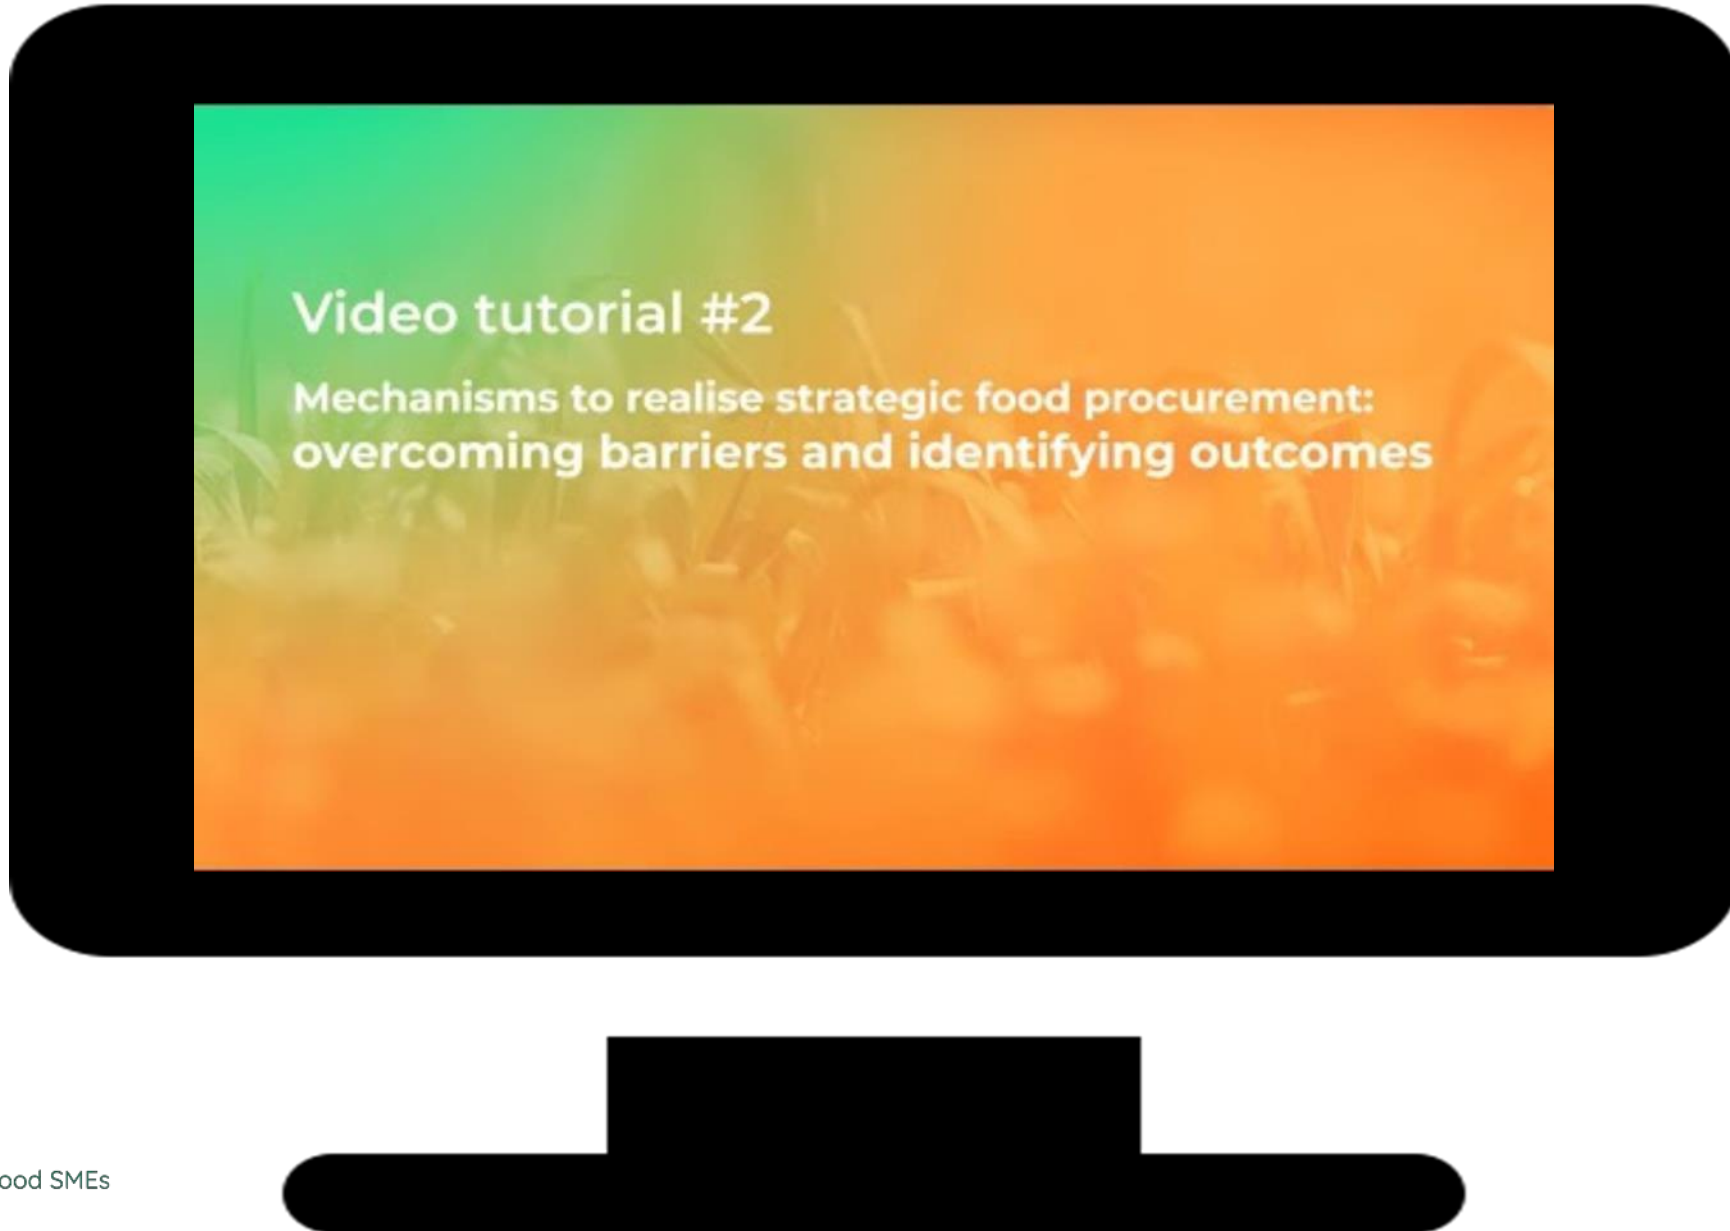 Video tutorial #2
Mechanisms to realise strategic food procurement:
overcoming barriers and identifying outcomes
ood SMEs